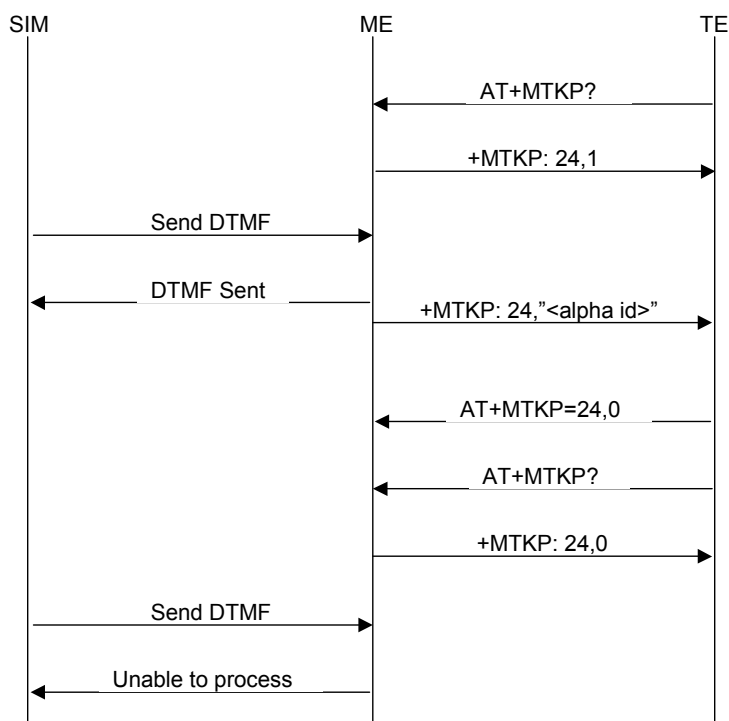 SIM ME TE
AT+MTKP?
+MTKP: 24,1
Send DTMF
DTMF Sent
+MTKP: 24,”<alpha id>”
AT+MTKP=24,0
AT+MTKP?
+MTKP: 24,0
Send DTMF
Unable to process